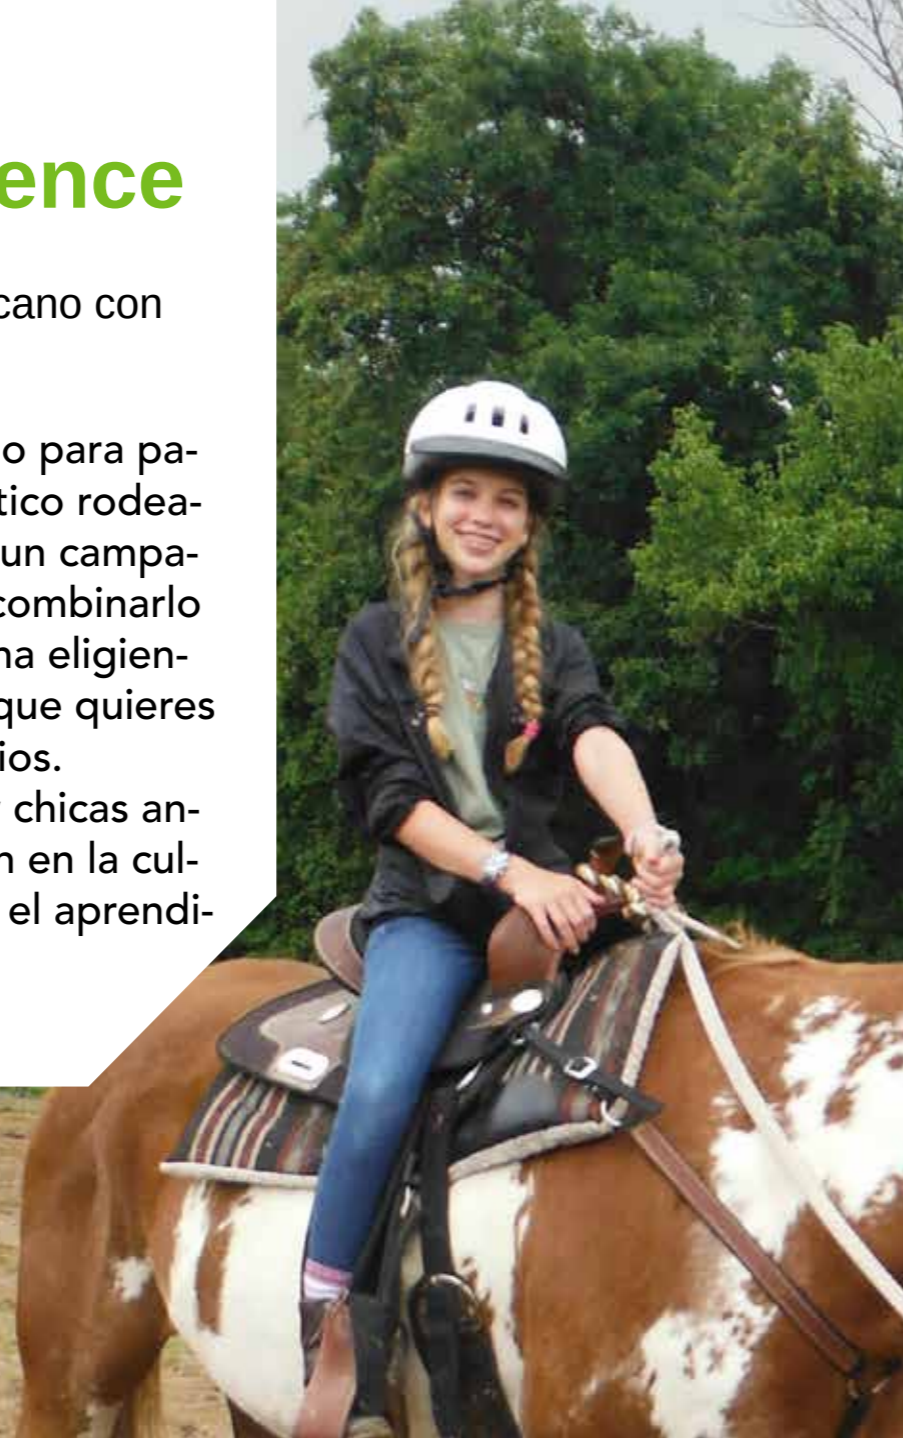 ence
cano con
o para pa-
tico rodea-
un campa-
combinarlo
na eligien-
que quieres
ios.
chicas an-
n en la cul-
el aprendi-